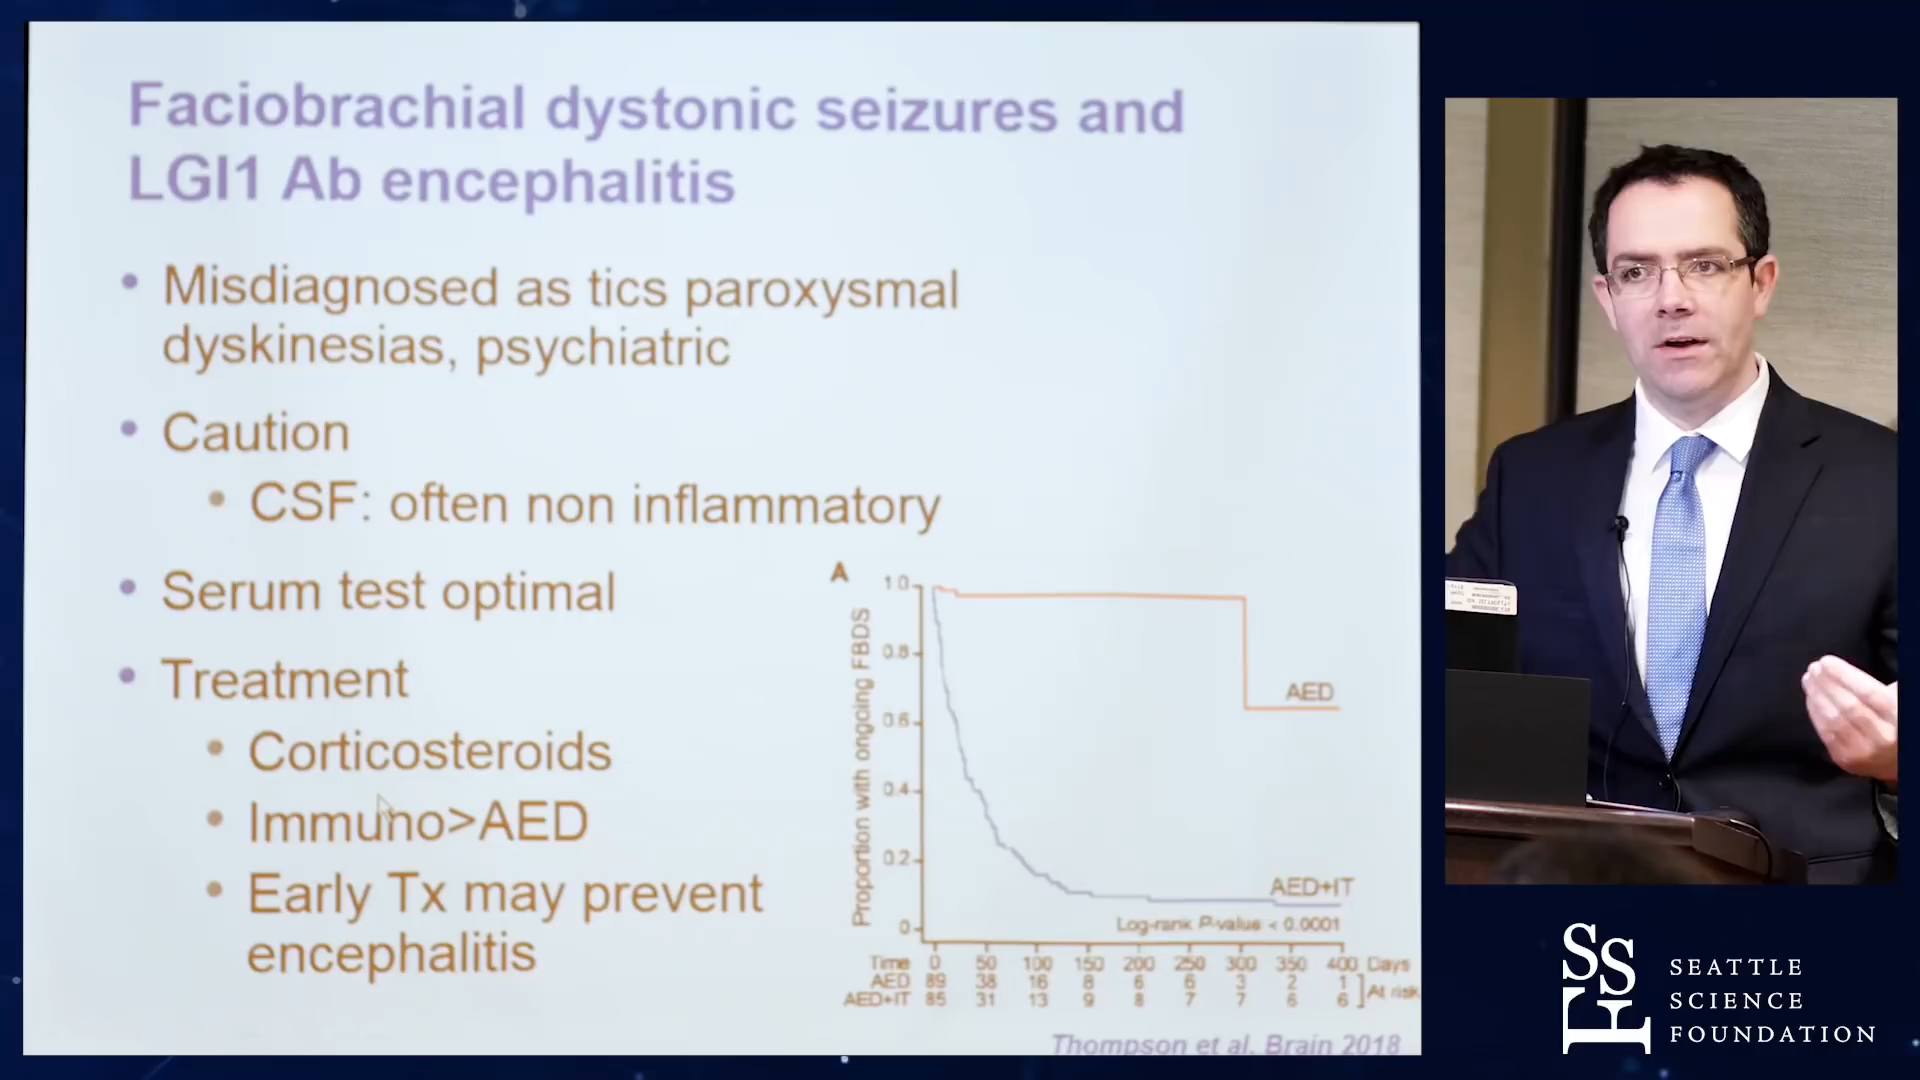 Faciobrachial dystonic seizures and
LGI1 Ab encephalitis
• Misdiagnosed as tics paroxysmal
dyskinesias, psychiatric
• Caution
• CSF: often non inflammatory
• Serum test optimal
• Treatment
• Corticosteroids
• Immuno>AED
• Early Tx may prevent
encephalitis
A
Proportion with ongoing FBDS
1.0
0.8
0.6
0.4
0.2
0
AED
AED+IT
Log-rank P-value < 0.0001
Time 0 50 100 150 200 250 300 350 400 Days
AED 89 38 16 8 6 6 3 2 1
AED+IT 85 31 13 9 8 7 7 6 6
At risk
Thompson et al. Brain 2018
SSF
SEATTLE
SCIENCE
FOUNDATION